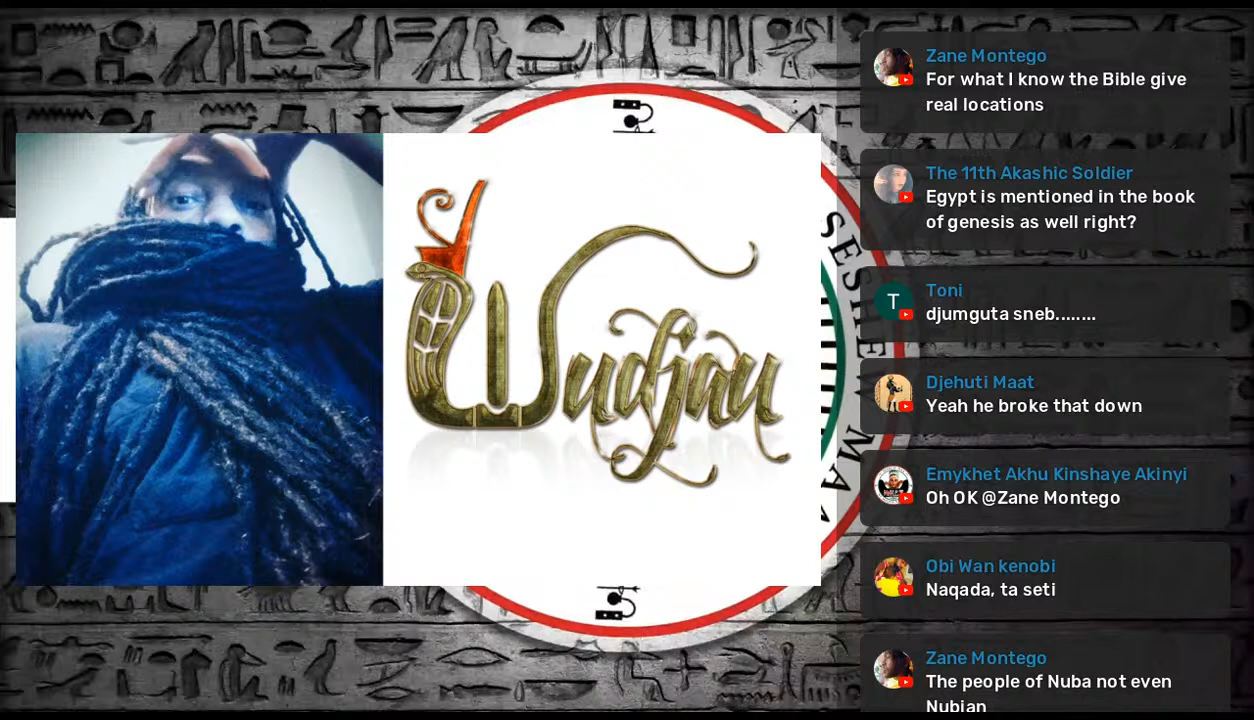 Wudjau
SESHEW MAA
Zane Montego
For what I know the Bible give
real locations
The 11th Akashic Soldier
Egypt is mentioned in the book
of genesis as well right?
T
Toni
djumguta sneb........
Djehuti Maat
Yeah he broke that down
Emykhet Akhu Kinshaye Akinyi
Oh OK @Zane Montego
Obi Wan kenobi
Naqada, ta seti
Zane Montego
The people of Nuba not even
Nubian